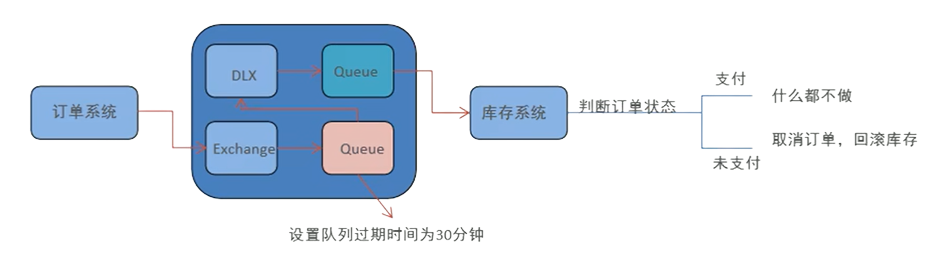 订单系统
DLX
Queue
Exchange
Queue
设置队列过期时间为30分钟
库存系统
判断订单状态
支付
什么都不做
未支付
取消订单，回滚库存